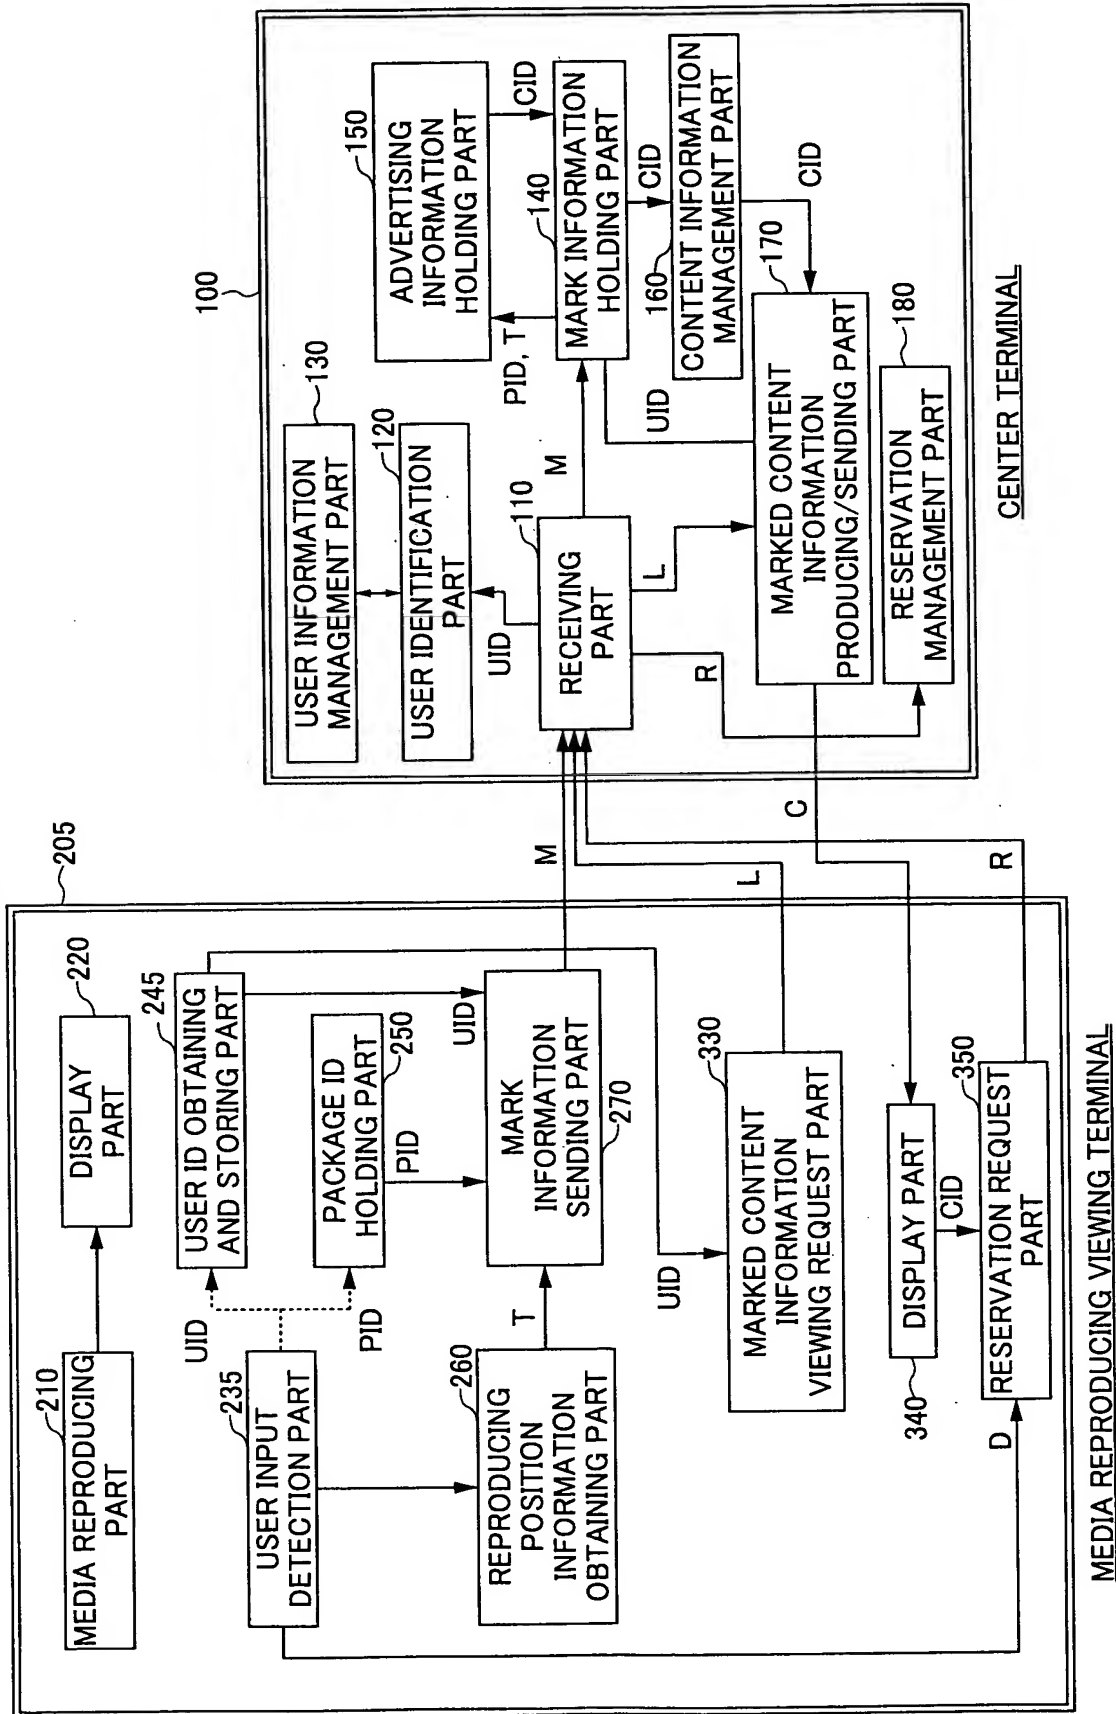 205
210
MEDIA REPRODUCING
PART
220
DISPLAY
PART
235
USER INPUT
DETECTION PART
UID
PID
245
USER ID OBTAINING
AND STORING PART
PACKAGE ID
HOLDING PART
250
260
REPRODUCING
POSITION
INFORMATION
OBTAINING PART
T
PID
UID
MARK
INFORMATION
SENDING PART
270
UID
330
MARKED CONTENT
INFORMATION
VIEWING REQUEST PART
340
DISPLAY PART
CID
350
RESERVATION REQUEST
PART
D
MEDIA REPRODUCING VIEWING TERMINAL
M
L
C
R
100
130
USER INFORMATION
MANAGEMENT PART
120
USER IDENTIFICATION
PART
UID
110
RECEIVING
PART
M
L
R
150
ADVERTISING
INFORMATION
HOLDING PART
PID, T
CID
140
MARK INFORMATION
HOLDING PART
UID
CID
160
CONTENT INFORMATION
MANAGEMENT PART
CID
170
MARKED CONTENT
INFORMATION
PRODUCING/SENDING PART
180
RESERVATION
MANAGEMENT PART
CENTER TERMINAL